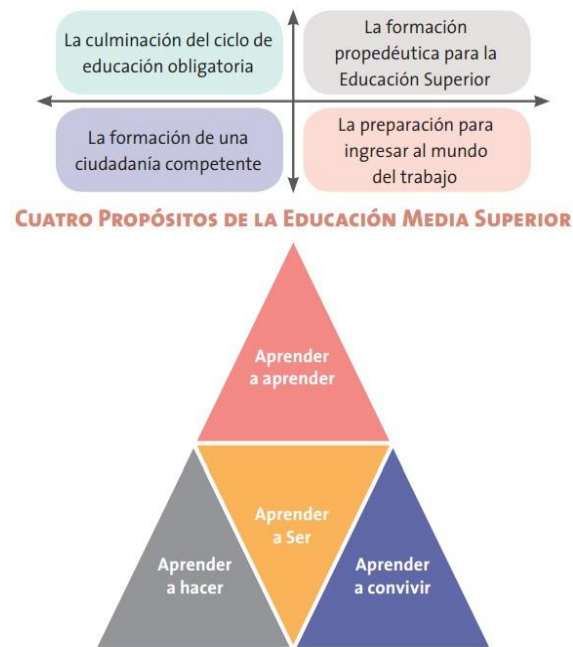 La culminación del ciclo de
educación obligatoria
La formación
propedéutica para la
Educación Superior
La formación de una
ciudadanía competente
La preparación para
ingresar al mundo
del trabajo
CUATRO PROPÓSITOS DE LA EDUCACIÓN MEDIA SUPERIOR
Aprender
a aprender
Aprender
a Ser
Aprender
a hacer
Aprender
a convivir